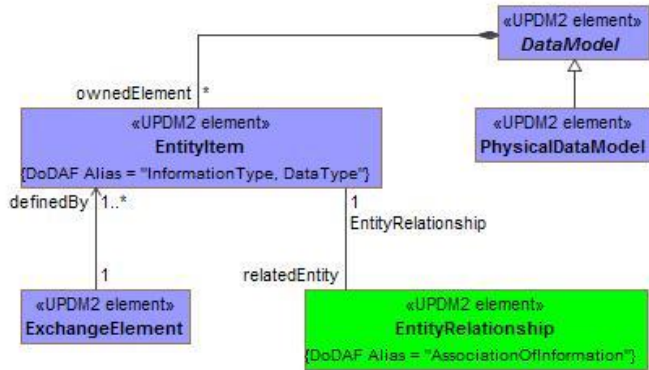 «UPDM2 element»
DataModel
ownedElement *
«UPDM2 element»
EntityItem
{DoDAF Alias = "InformationType, DataType"}
«UPDM2 element»
PhysicalDataModel
definedBy 1..*
1
EntityRelationship
1
relatedEntity
«UPDM2 element»
ExchangeElement
«UPDM2 element»
EntityRelationship
{DoDAF Alias = "AssociationOfInformation"}